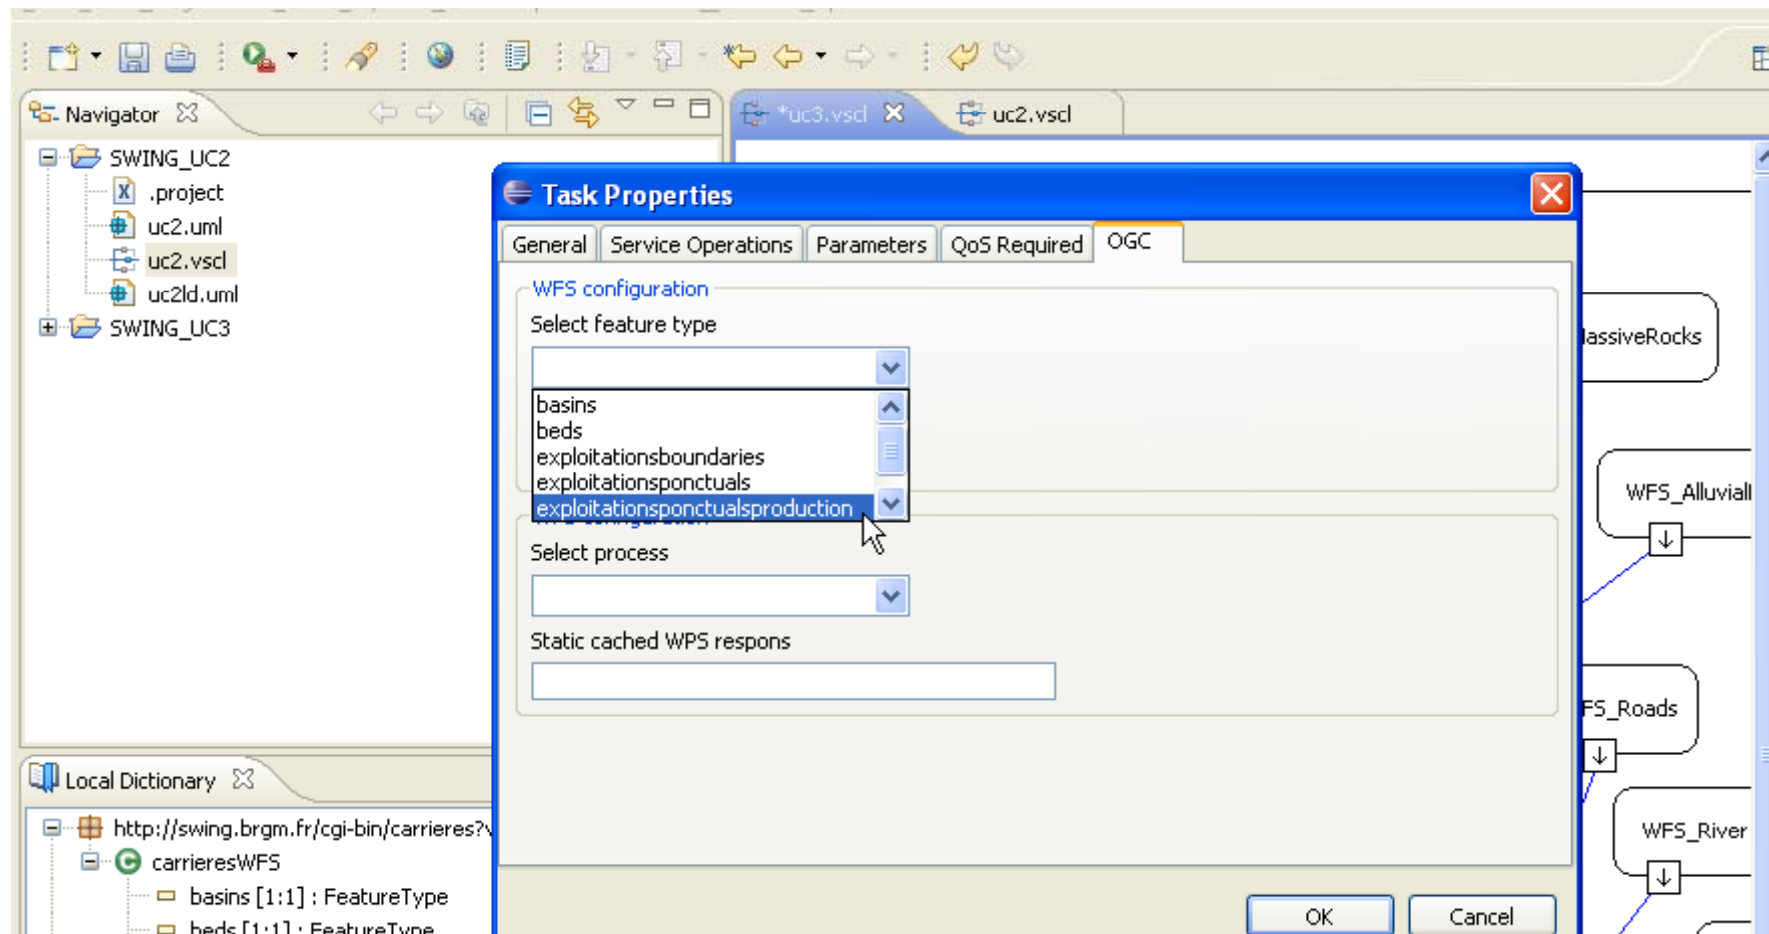 Navigator
*uc3.vscl
uc2.vscl
SWING_UC2
.project
uc2.uml
uc2.vscl
uc2ld.uml
SWING_UC3
Task Properties
General
Service Operations
Parameters
QoS Required
OGC
WFS configuration
Select feature type
basins
beds
exploitationsboundaries
exploitationsponctuals
exploitationsponctualsproduction
Select process
Static cached WPS respons
OK
Cancel
assiveRocks
WFS_Alluvial
FS_Roads
WFS_River
Local Dictionary
http://swing.brgm.fr/cgi-bin/carrieres?v
carrieresWFS
basins [1:1] : FeatureType
beds [1:1] : FeatureType